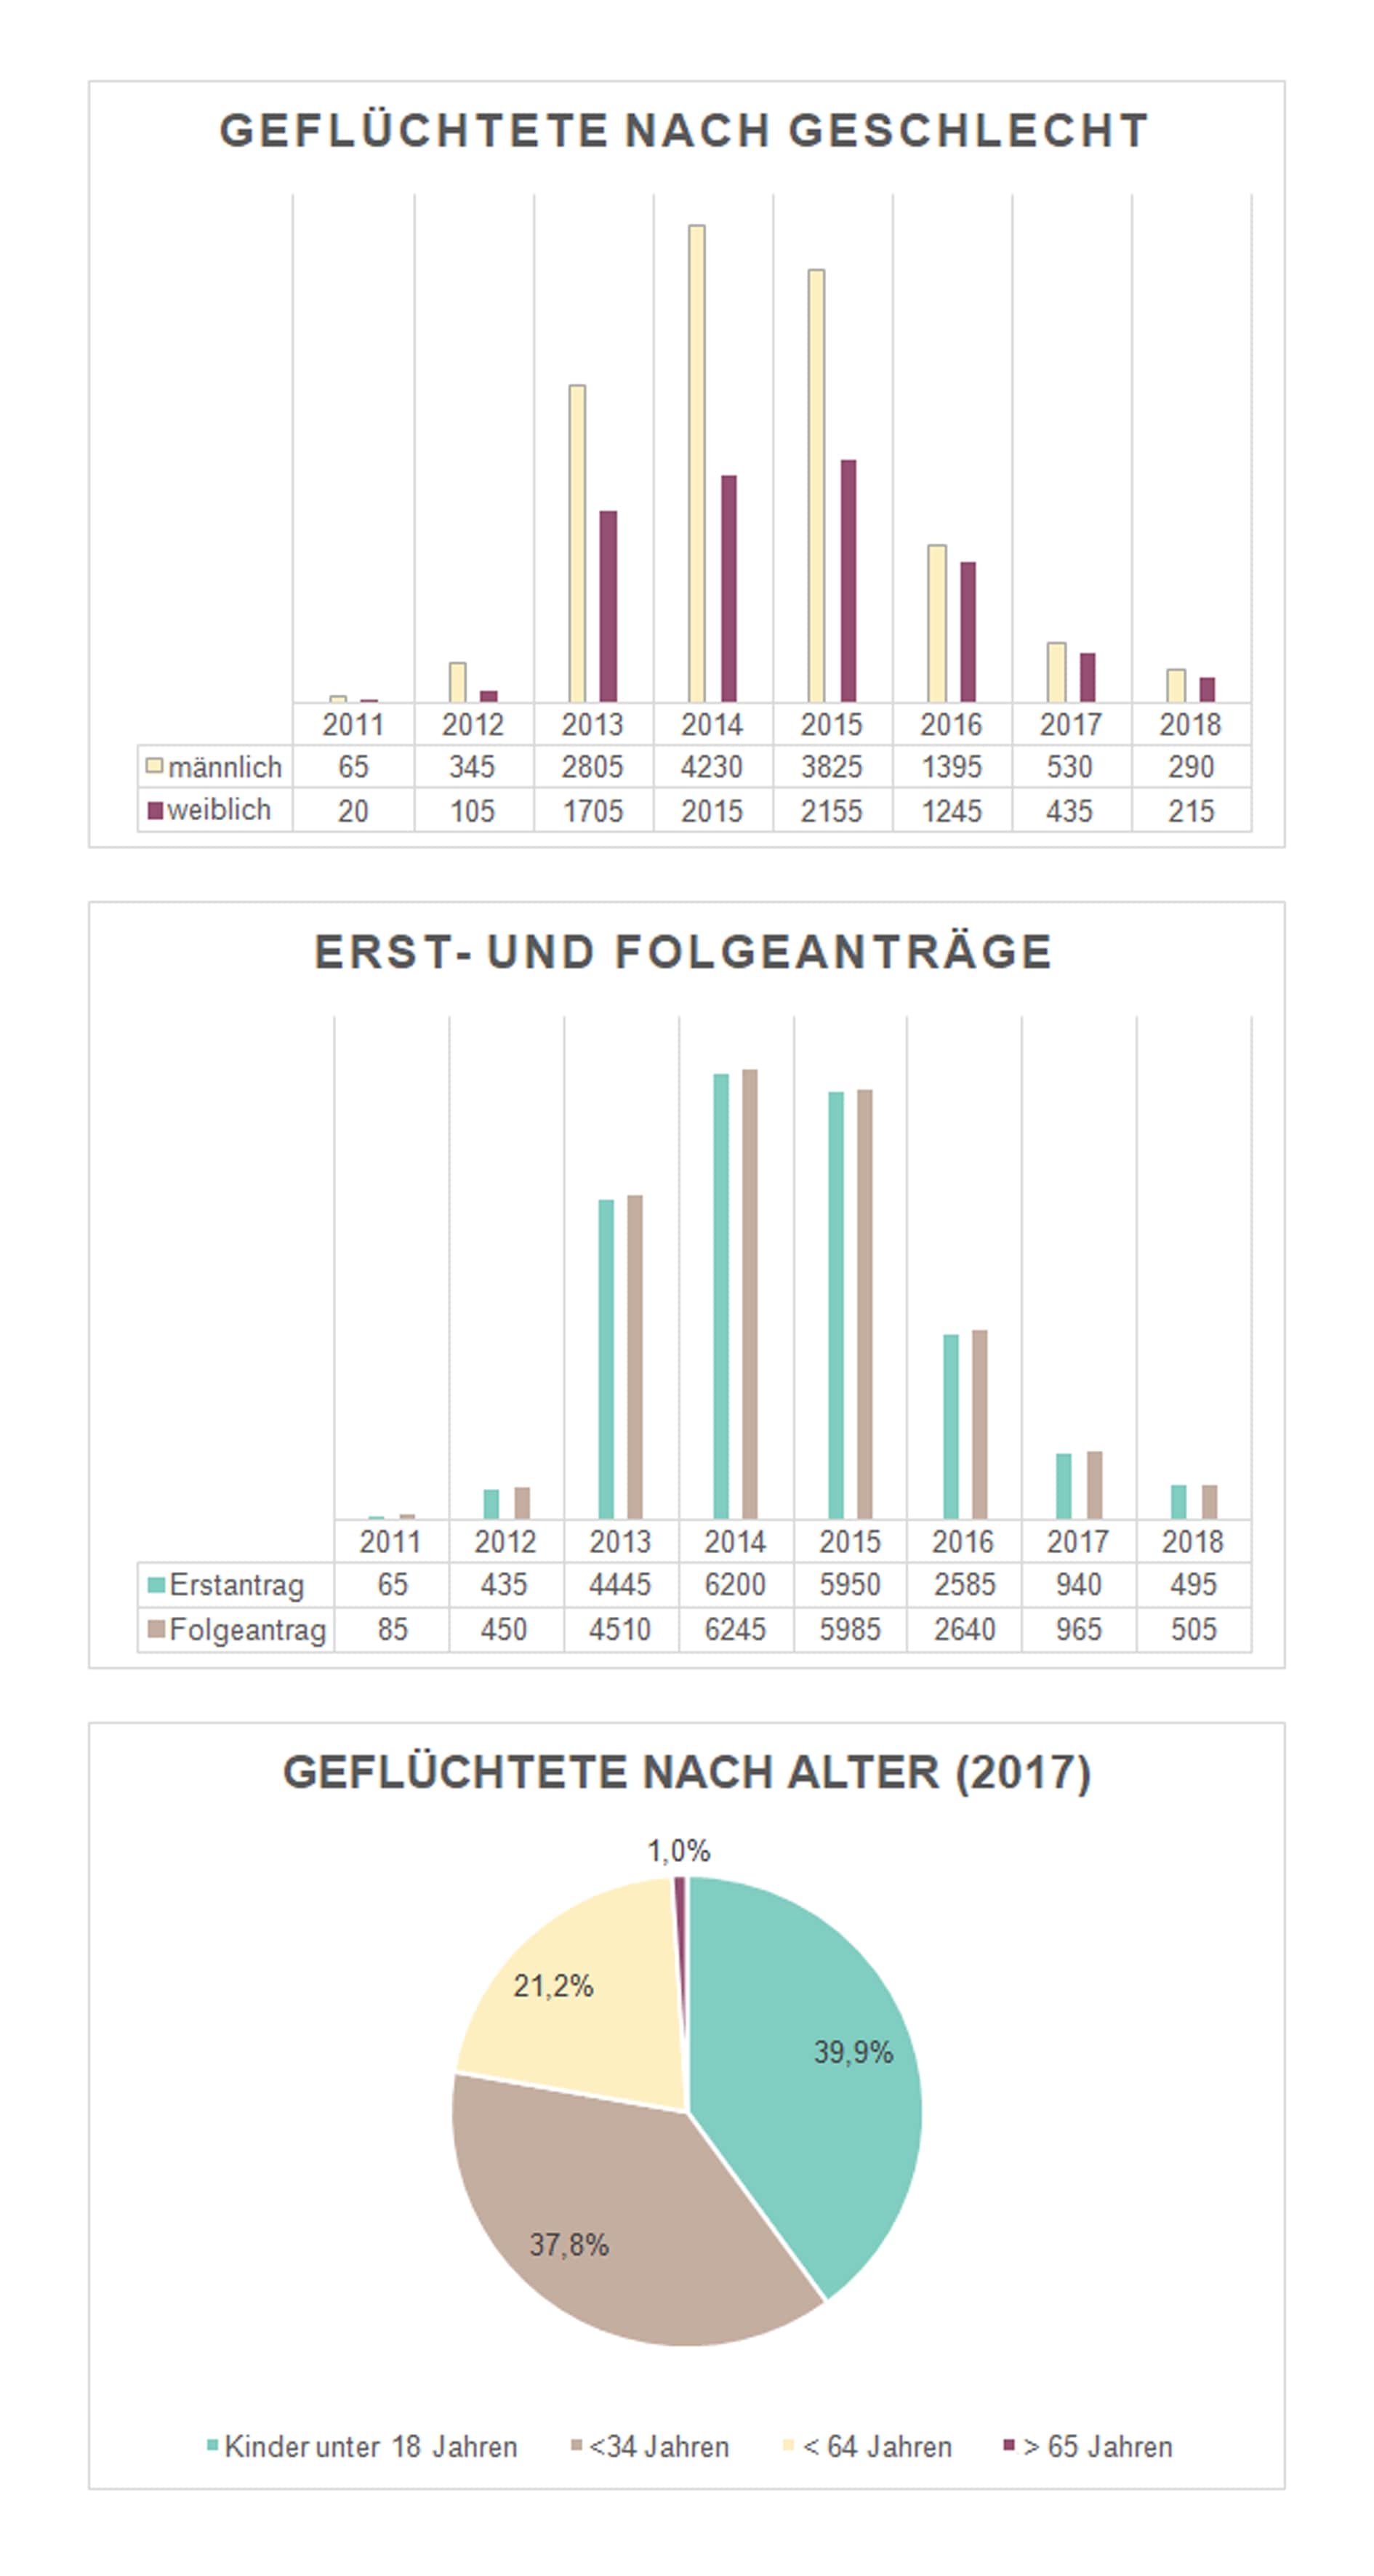 GEFLÜCHTETE NACH GESCHLECHT
2011 2012 2013 2014 2015 2016 2017 2018
männlich 65 345 2805 4230 3825 1395 530 290
weiblich 20 105 1705 2015 2155 1245 435 215
ERST- UND FOLGEANTRÄGE
2011 2012 2013 2014 2015 2016 2017 2018
Erstantrag 65 435 4445 6200 5950 2585 940 495
Folgeantrag 85 450 4510 6245 5985 2640 965 505
GEFLÜCHTETE NACH ALTER (2017)
1,0%
21,2%
39,9%
37,8%
Kinder unter 18 Jahren <34 Jahren < 64 Jahren > 65 Jahren